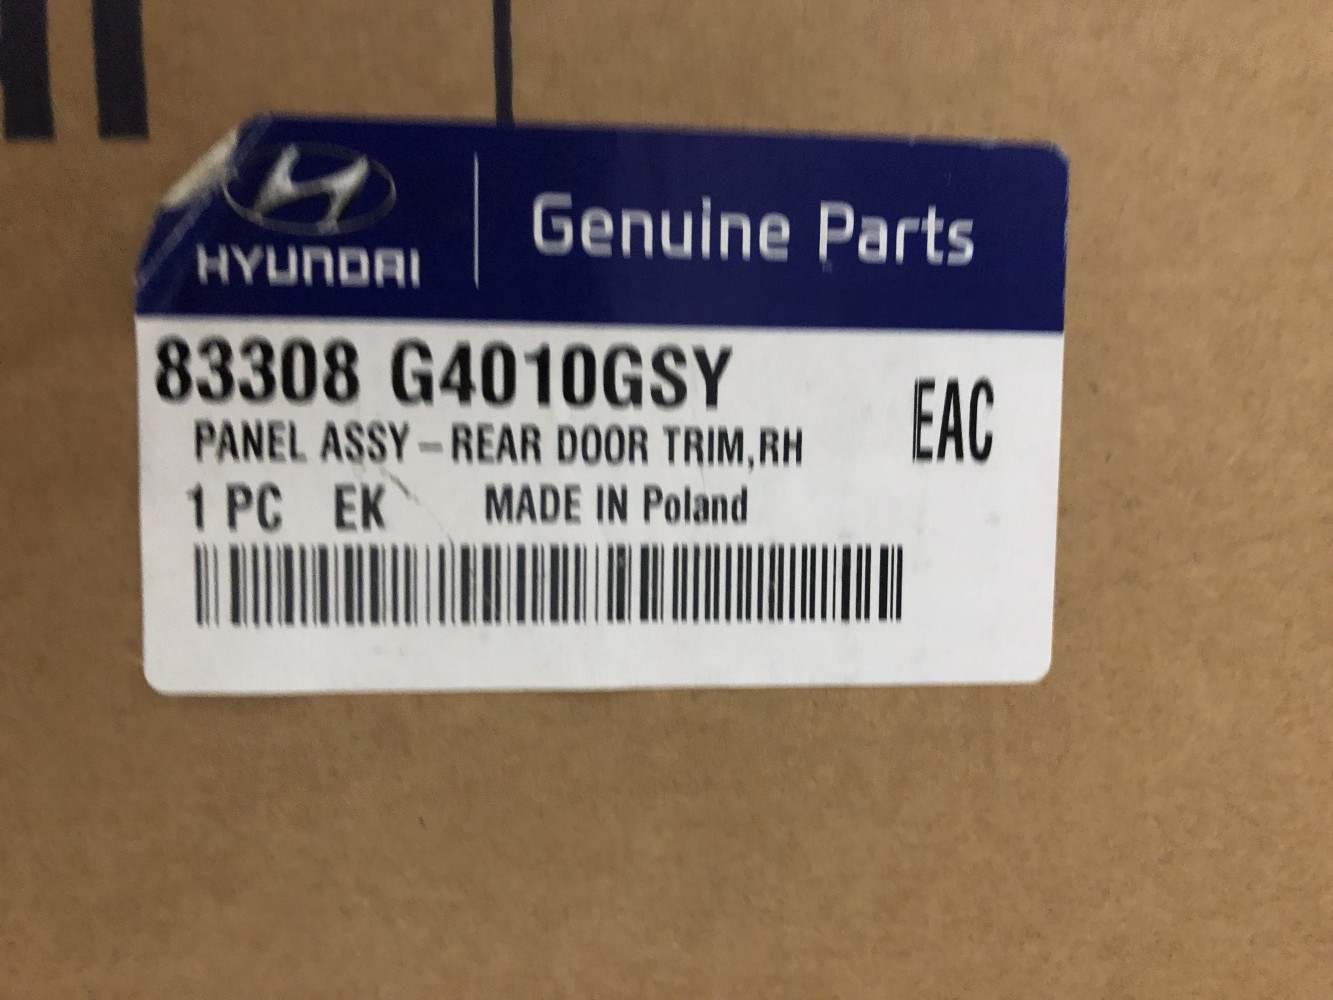 HYUNDAI
Genuine Parts
83308 G4010GSY
EAC
PANEL ASSY-REAR DOOR TRIM,RH
1 PC EK MADE IN Poland